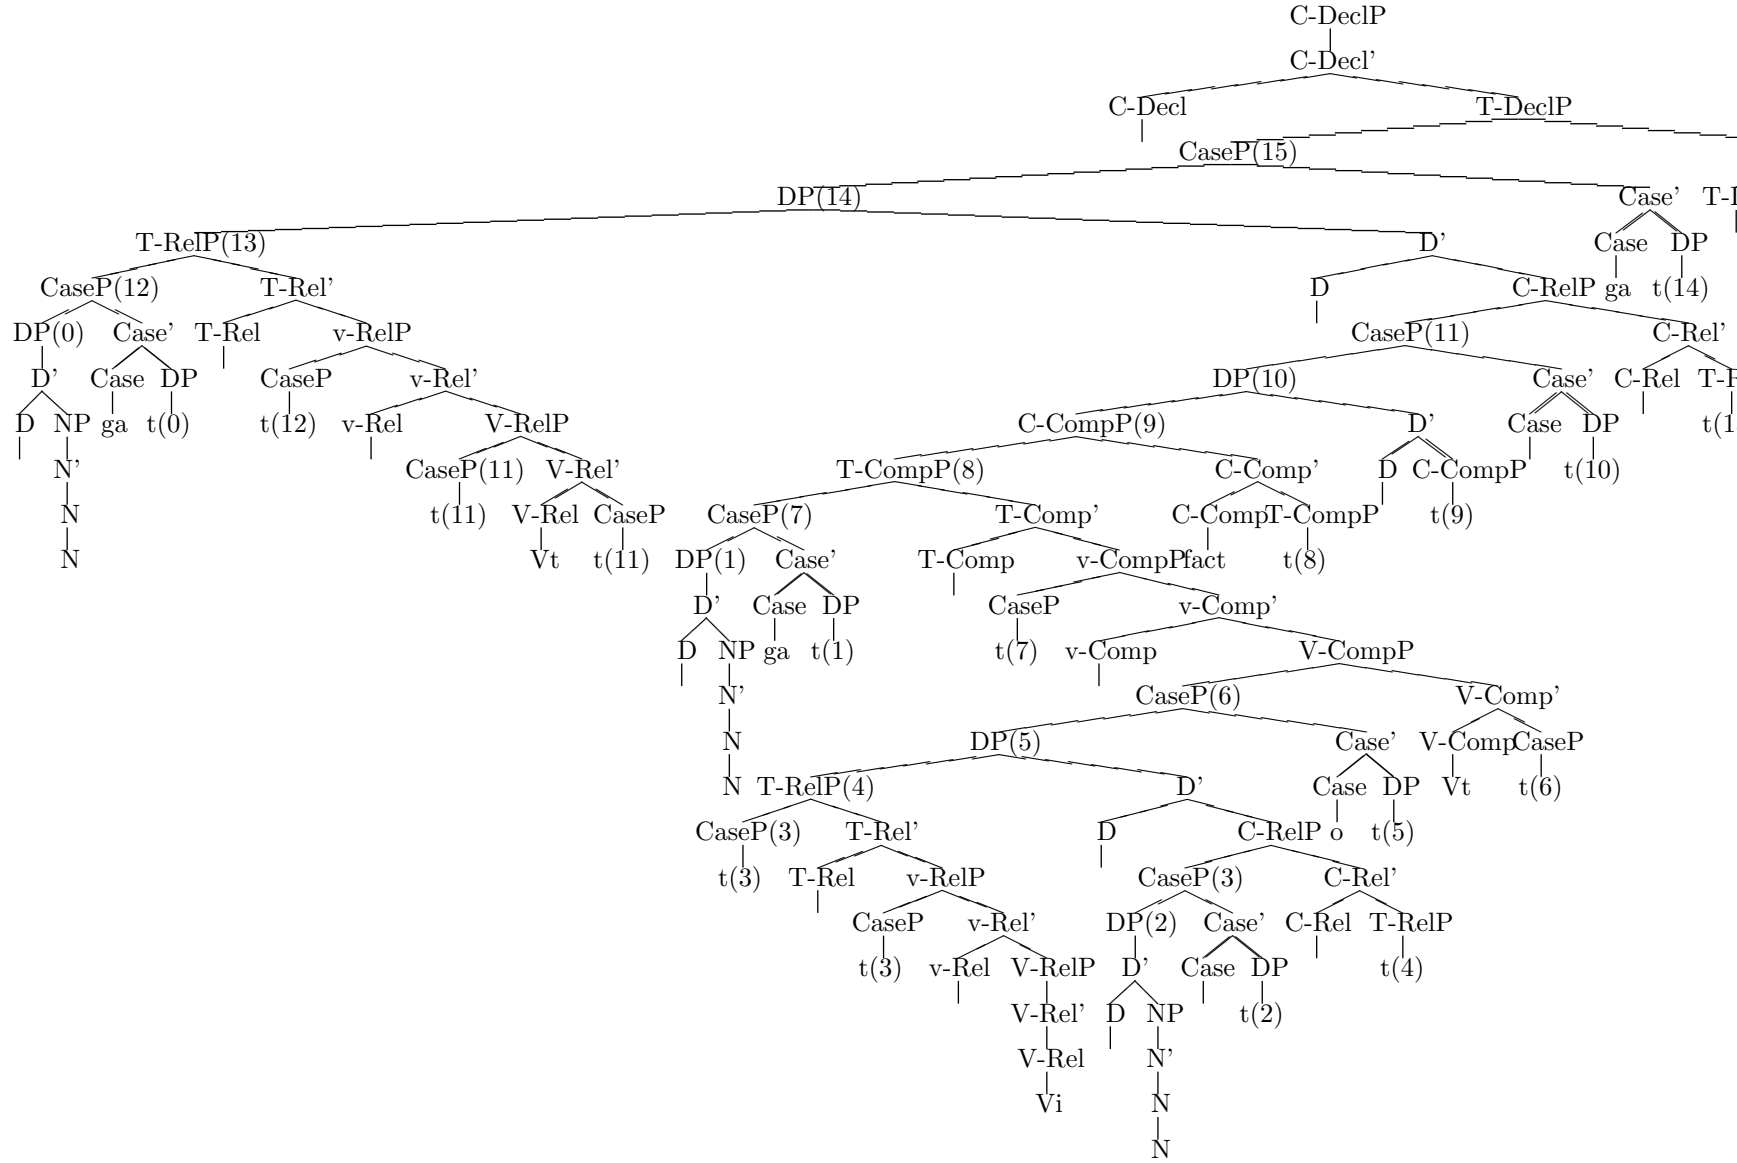 C-DeclP
C-Decl'
C-Decl T-DeclP
CaseP(15)
DP(14) Case' T-D
T-RelP(13) D' Case DP
CaseP(12) T-Rel' D C-RelP ga t(14)
DP(0) Case' T-Rel v-RelP CaseP(11) C-Rel'
D' Case DP CaseP v-Rel' DP(10) Case' C-Rel T-R
D NP ga t(0) t(12) v-Rel V-RelP C-CompP(9) D' Case DP t(1
N' CaseP(11) V-Rel' T-CompP(8) C-Comp' D C-CompP t(10)
N t(11) V-Rel CaseP CaseP(7) T-Comp' C-Comp T-CompP t(9)
N Vt t(11) DP(1) Case' T-Comp v-CompP fact t(8)
D' Case DP CaseP v-Comp'
D NP ga t(1) t(7) v-Comp V-CompP
N' CaseP(6) V-Comp'
N DP(5) Case' V-Comp CaseP
N T-RelP(4) D' Case DP Vt t(6)
CaseP(3) T-Rel' D C-RelP o t(5)
t(3) T-Rel v-RelP CaseP(3) C-Rel'
CaseP v-Rel' DP(2) Case' C-Rel T-RelP
t(3) v-Rel V-RelP D' Case DP t(4)
V-Rel' D NP t(2)
V-Rel N'
Vi N
N